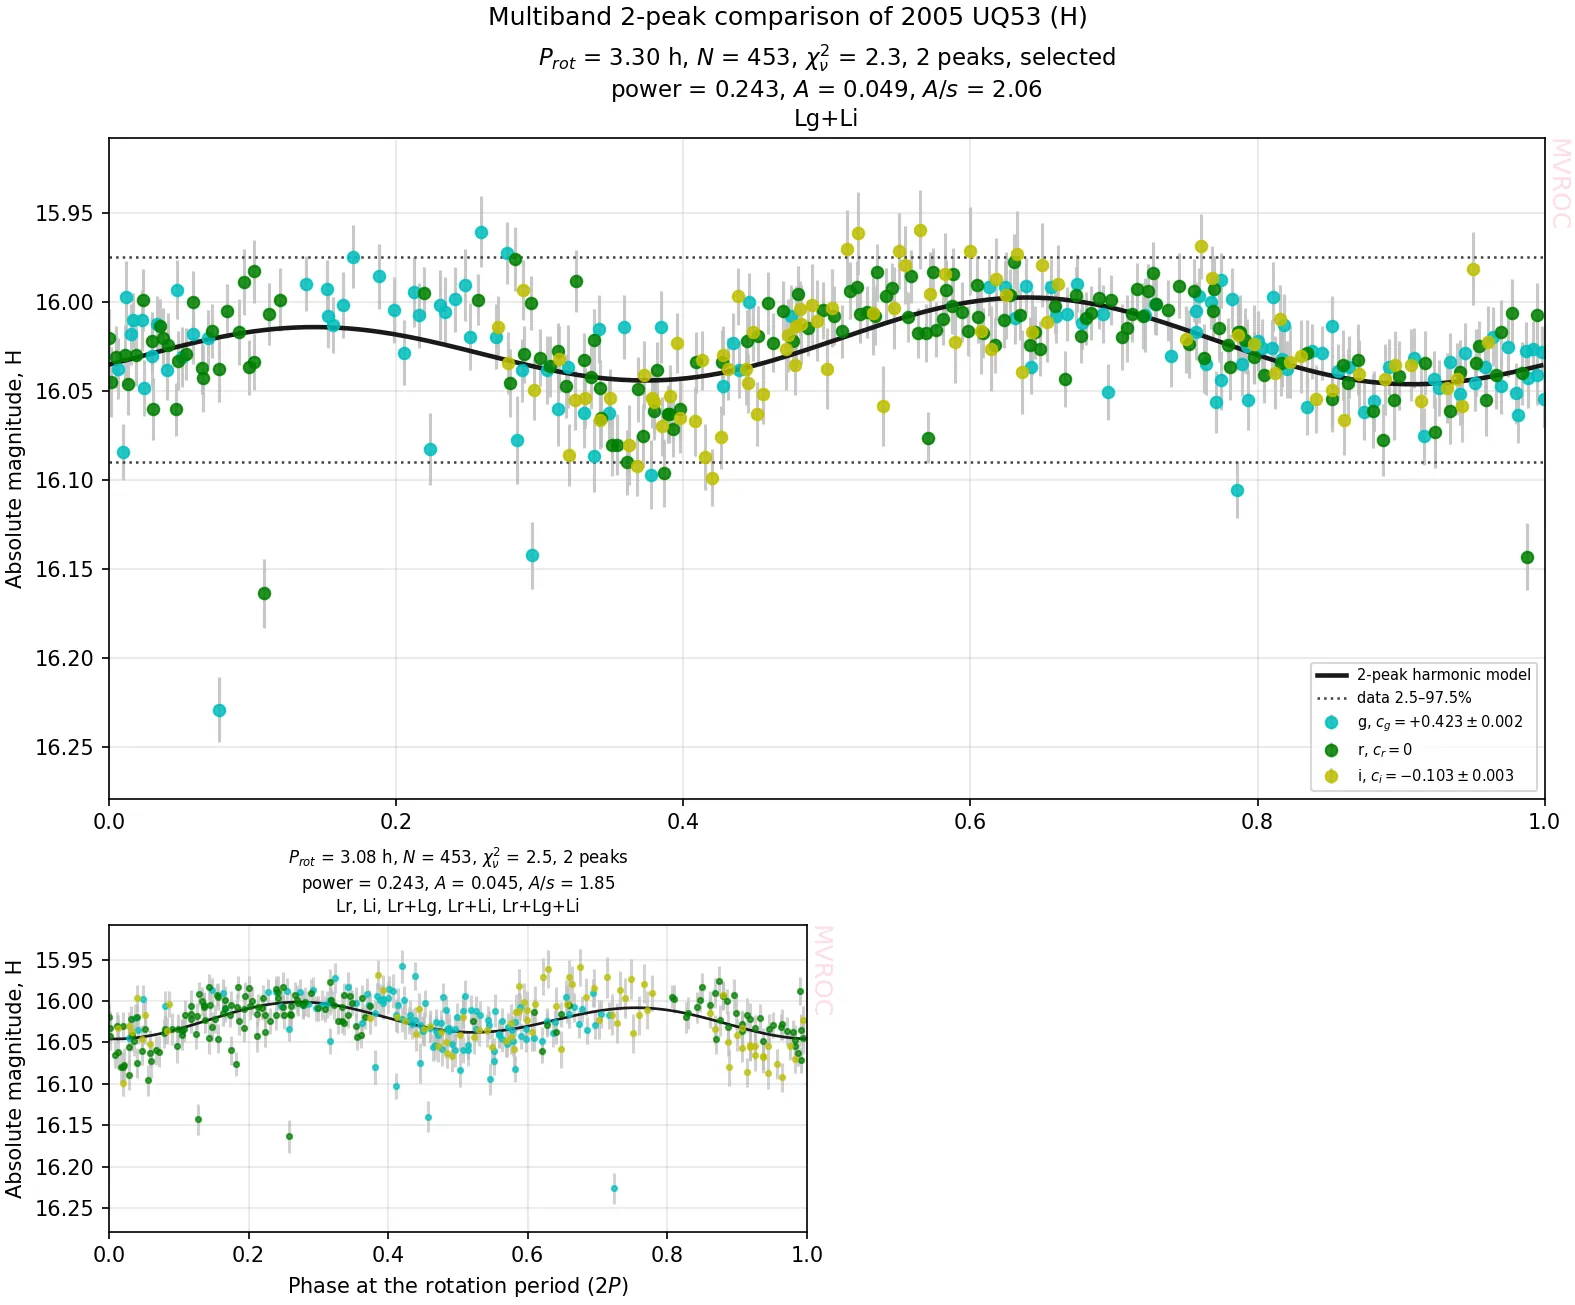 Multiband 2-peak comparison of 2005 UQ53 (H)
P_rot = 3.30 h, N = 453, χ²_ν = 2.3, 2 peaks, selected
power = 0.243, A = 0.049, A/s = 2.06
Lg+Li
MVROC
Absolute magnitude, H
15.95
16.00
16.05
16.10
16.15
16.20
16.25
2-peak harmonic model
data 2.5–97.5%
g, c_g = +0.423 ± 0.002
r, c_r = 0
i, c_i = −0.103 ± 0.003
0.0 0.2 0.4 0.6 0.8 1.0
P_rot = 3.08 h, N = 453, χ²_ν = 2.5, 2 peaks
power = 0.243, A = 0.045, A/s = 1.85
Lr, Li, Lr+Lg, Lr+Li, Lr+Lg+Li
MVROC
Absolute magnitude, H
15.95
16.00
16.05
16.10
16.15
16.20
16.25
0.0 0.2 0.4 0.6 0.8 1.0
Phase at the rotation period (2P)